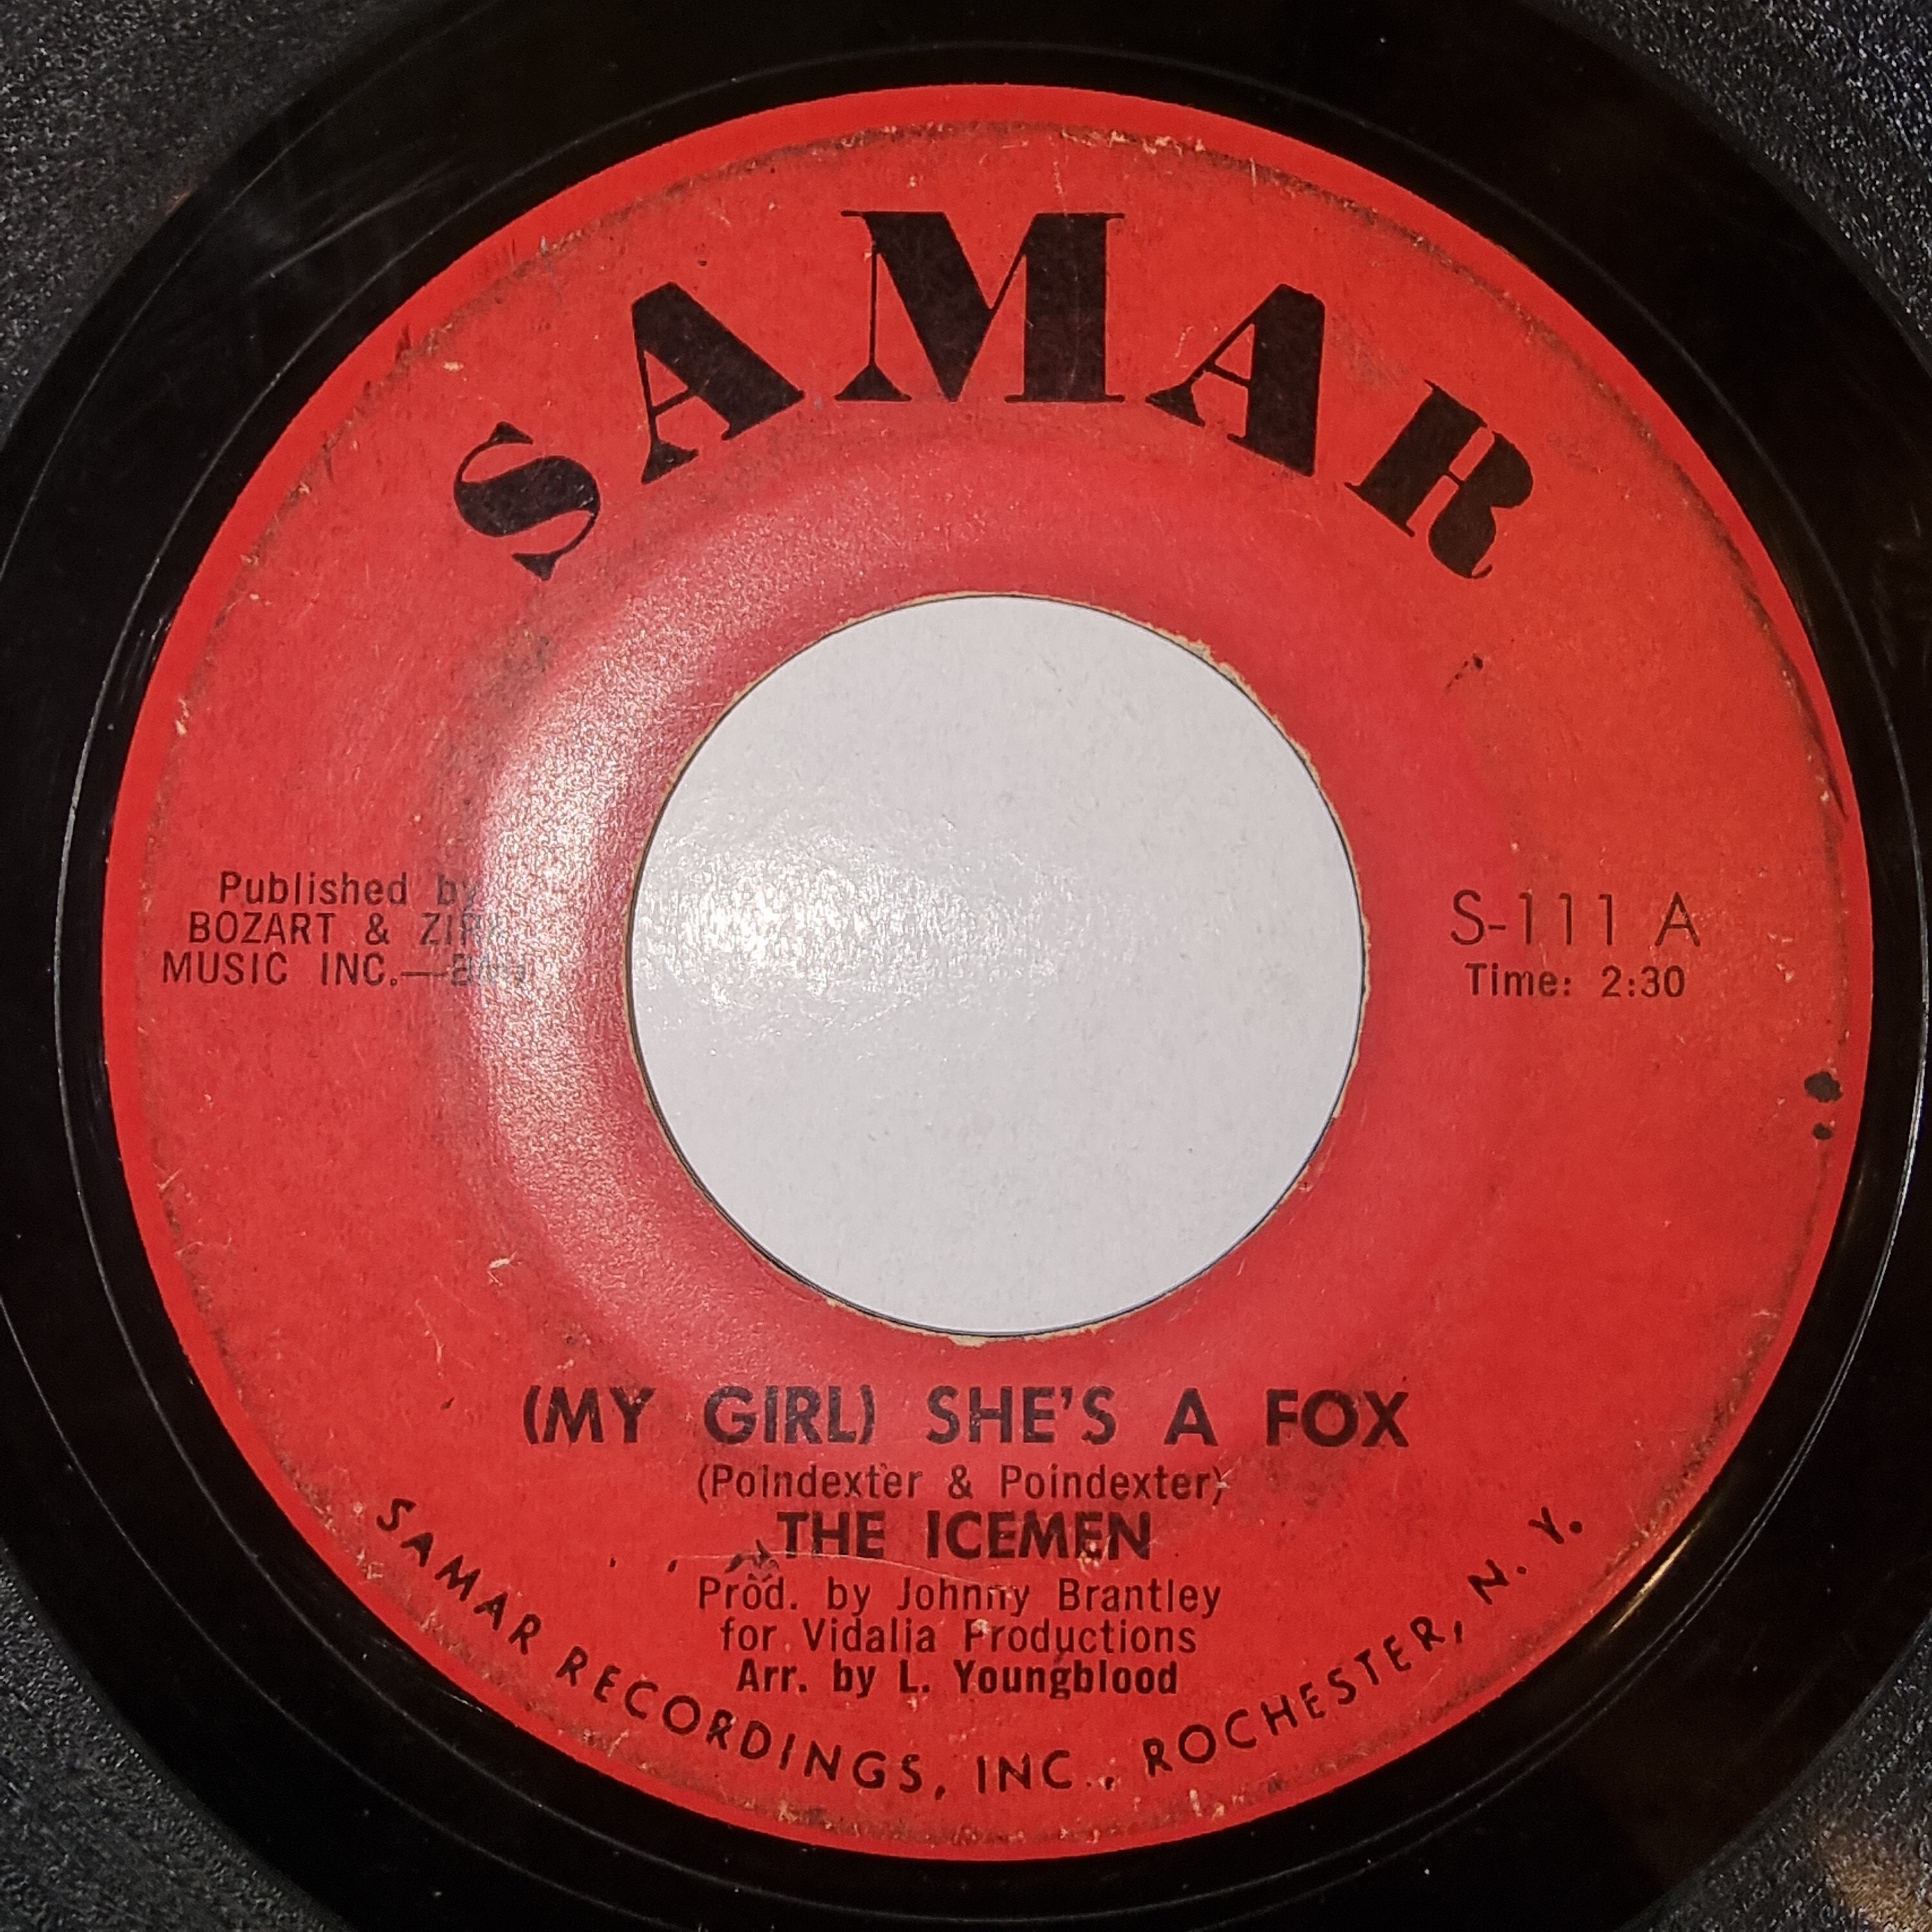 SAMAR
Published by
BOZART &
MUSIC INC.—
S-111 A
Time: 2:30
(MY GIRL) SHE'S A FOX
(Poindexter & Poindexter)
THE ICEMEN
Prod. by Johnny Brantley
for Vidalia Productions
Arr. by L. Youngblood
SAMAR RECORDINGS, INC., ROCHESTER, N. Y.